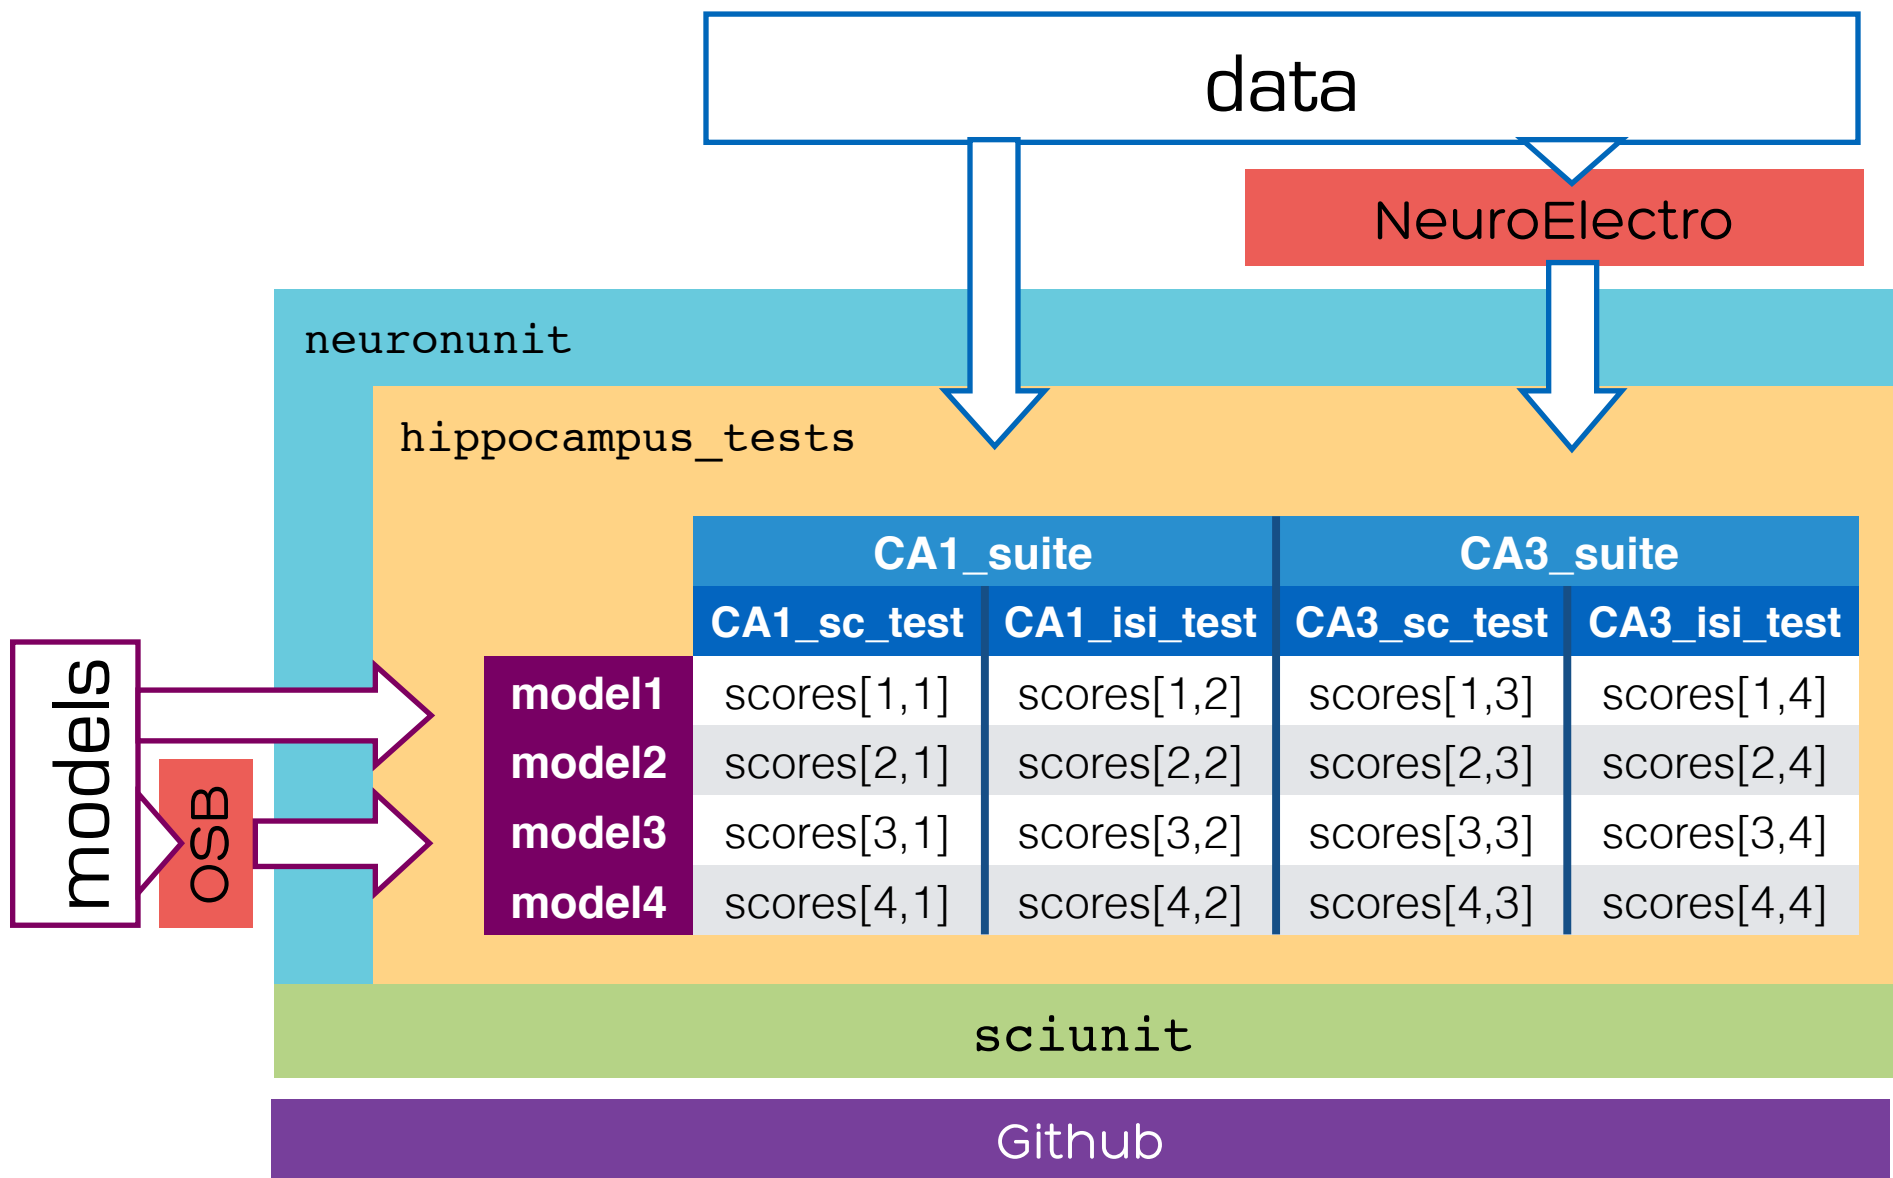 data
NeuroElectro
neuronunit
hippocampus_tests
CA1_suite CA3_suite
CA1_sc_test CA1_isi_test CA3_sc_test CA3_isi_test
models
OSB
model1 scores[1,1] scores[1,2] scores[1,3] scores[1,4]
model2 scores[2,1] scores[2,2] scores[2,3] scores[2,4]
model3 scores[3,1] scores[3,2] scores[3,3] scores[3,4]
model4 scores[4,1] scores[4,2] scores[4,3] scores[4,4]
sciunit
Github